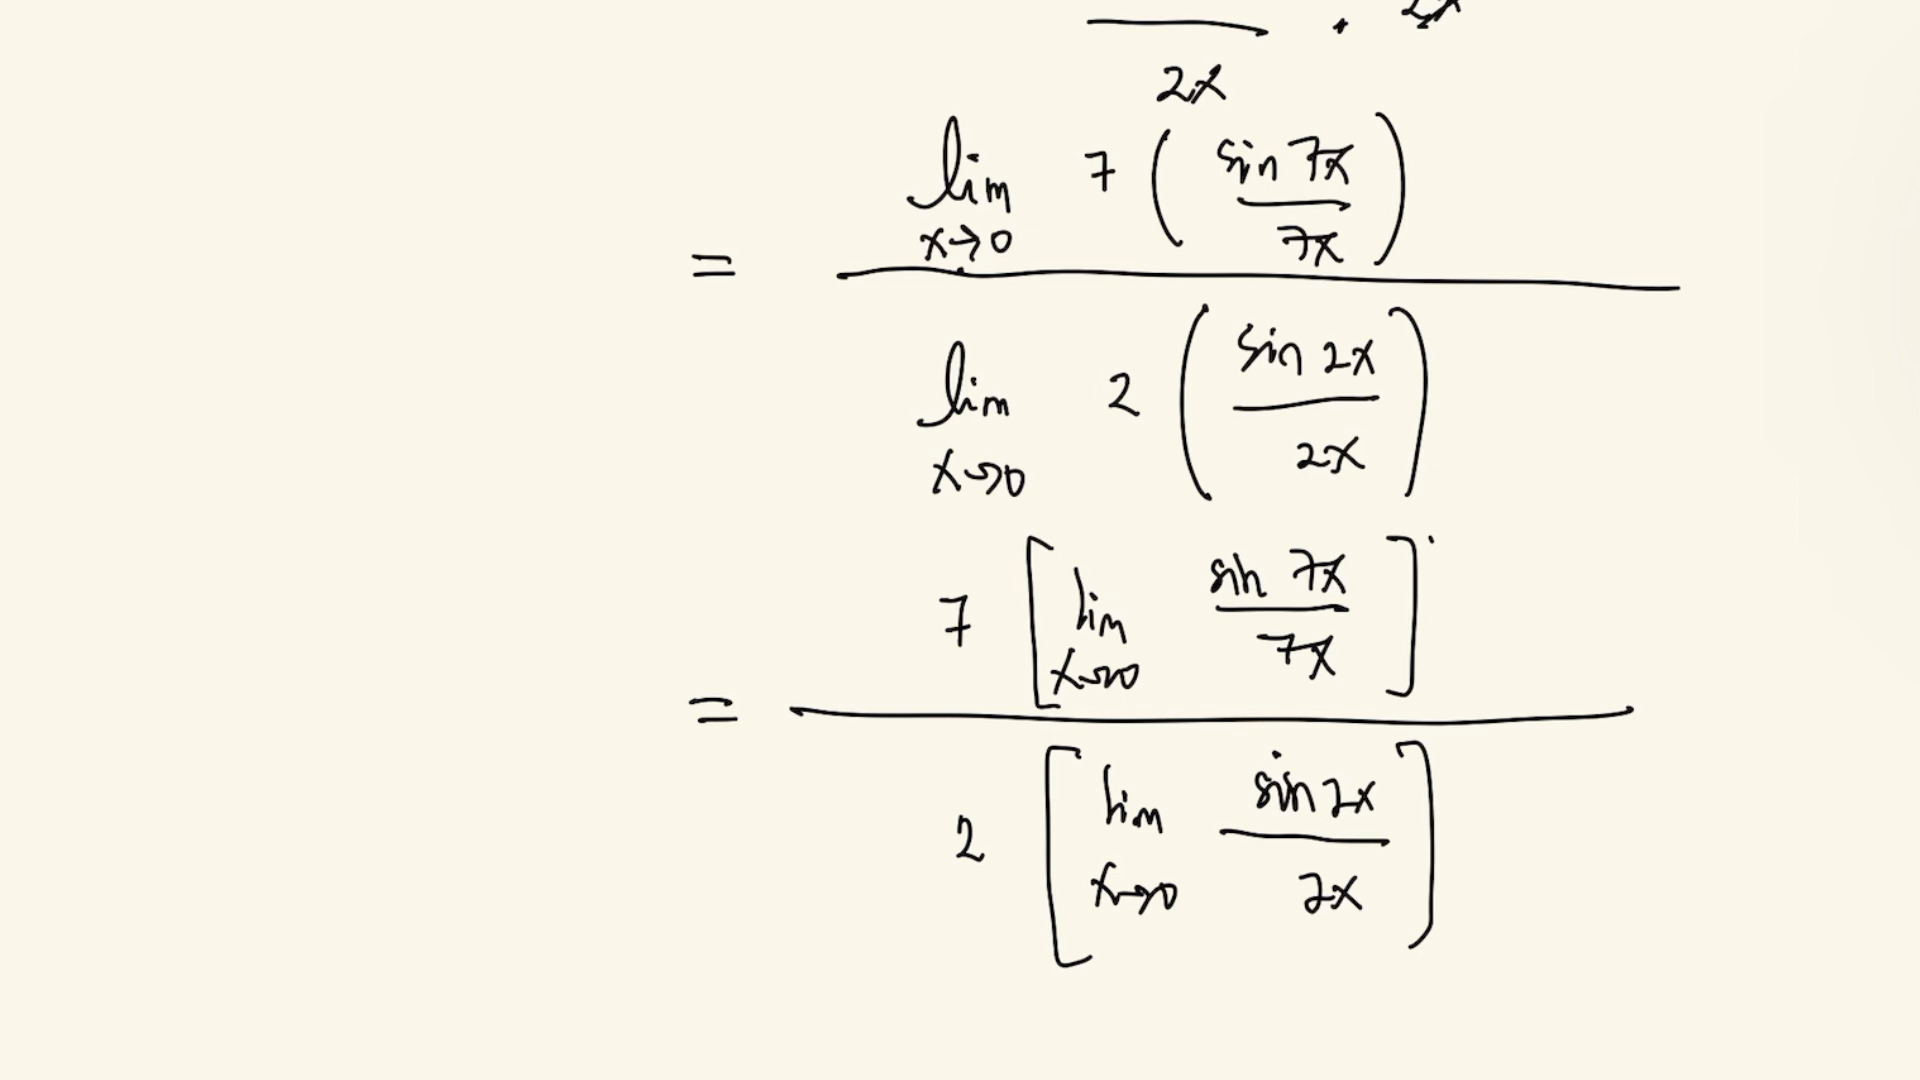 2x
2x
lim 7 ( sin 7x / 7x )
x→0
=
lim 2 ( sin 2x / 2x )
x→0
7 [ lim sin 7x / 7x ]
x→0
=
2 [ lim sin 2x / 2x ]
x→0